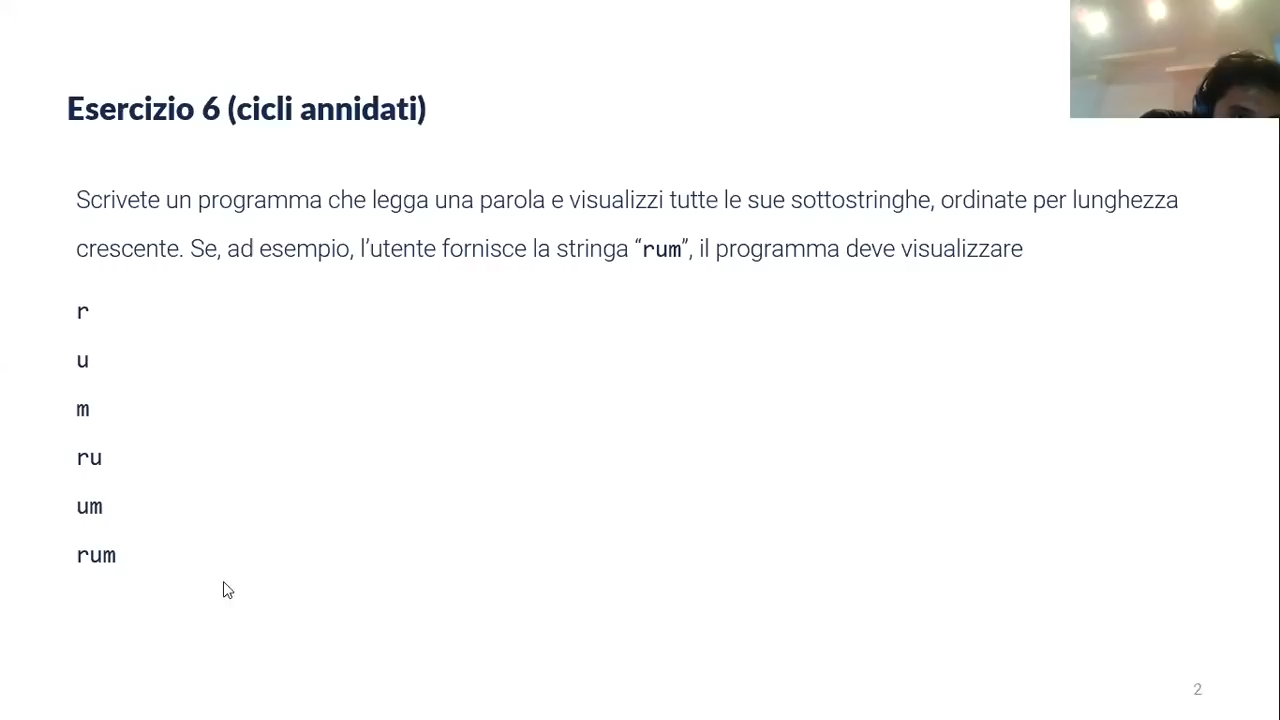 Esercizio 6 (cicli annidati)
Scrivete un programma che legga una parola e visualizzi tutte le sue sottostringhe, ordinate per lunghezza
crescente. Se, ad esempio, l’utente fornisce la stringa “rum”, il programma deve visualizzare
r
u
m
ru
um
rum
2